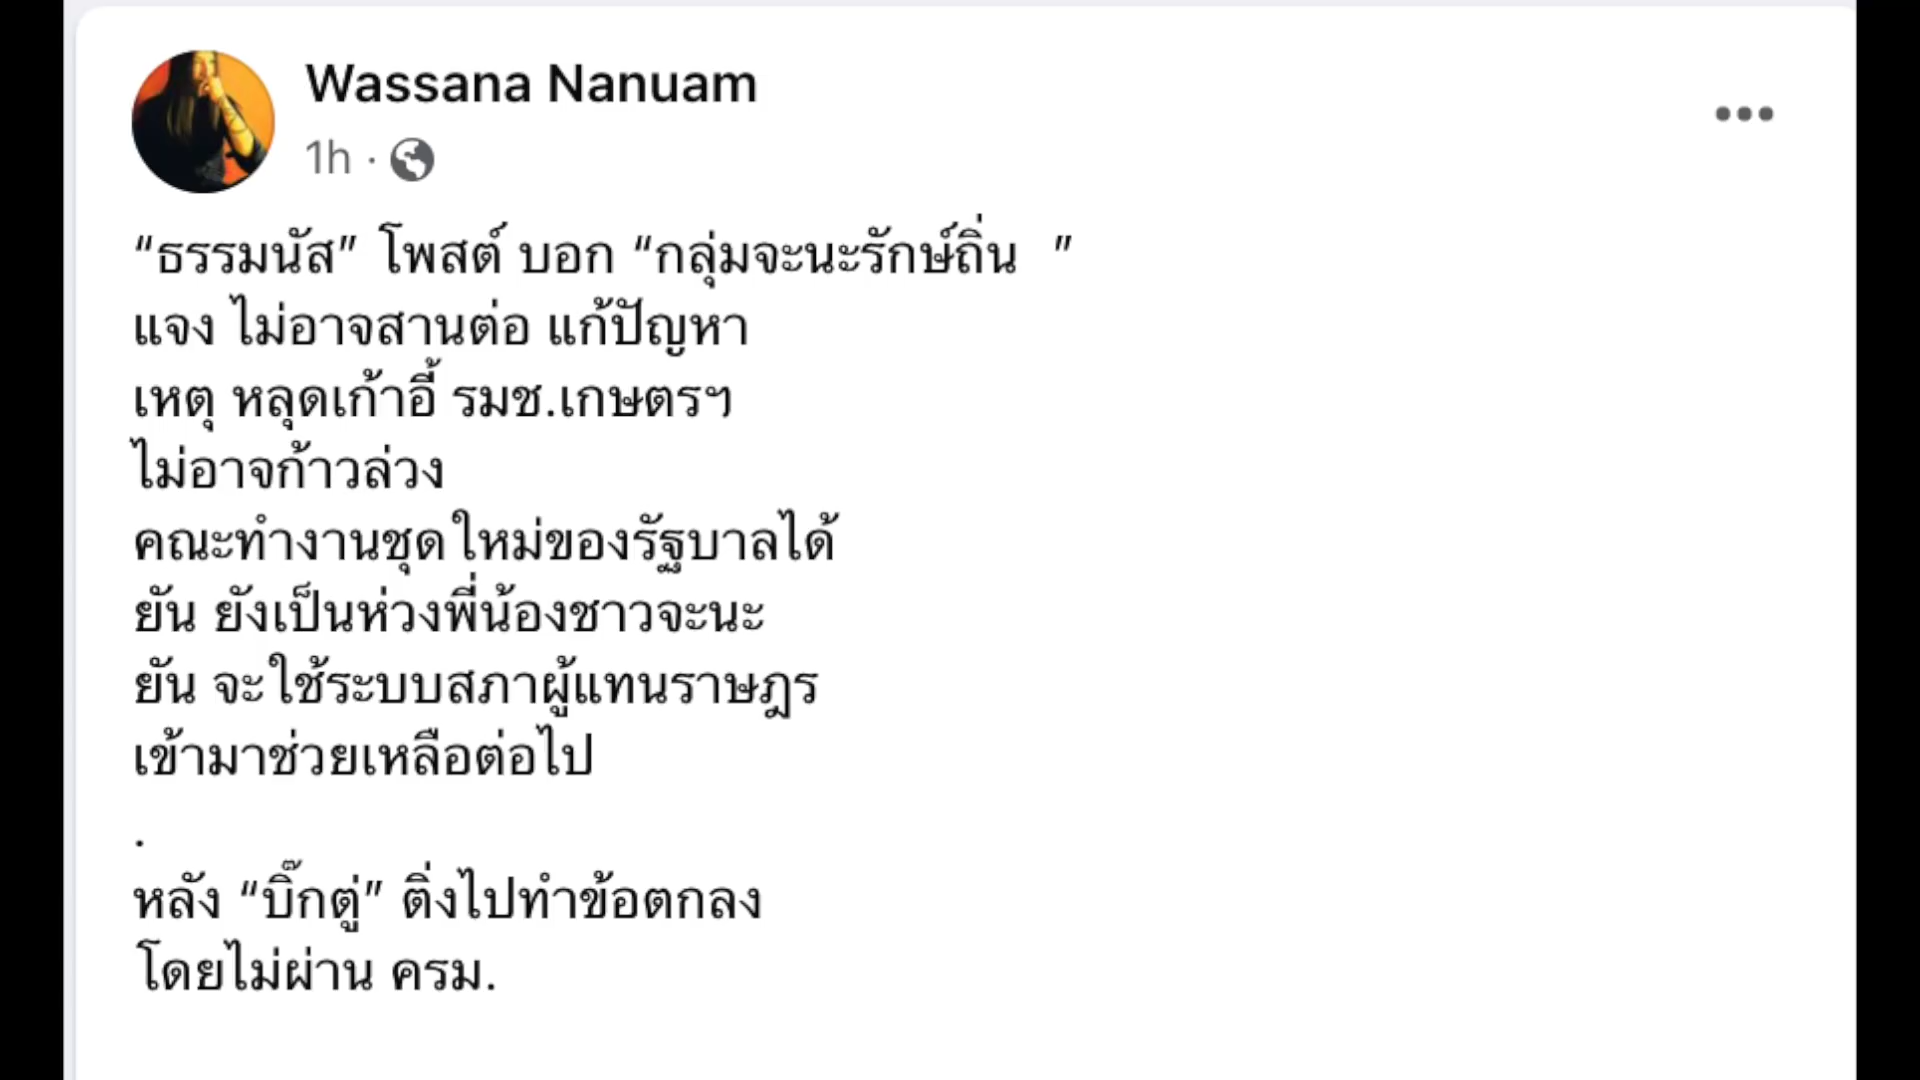 Wassana Nanuam
1h ·
“ธรรมนัส” โพสต์ บอก “กลุ่มจะนะรักษ์ถิ่น ”
แจง ไม่อาจสานต่อ แก้ปัญหา
เหตุ หลุดเก้าอี้ รมช.เกษตรฯ
ไม่อาจก้าวล่วง
คณะทำงานชุดใหม่ของรัฐบาลได้
ยัน ยังเป็นห่วงพี่น้องชาวจะนะ
ยัน จะใช้ระบบสภาผู้แทนราษฎร
เข้ามาช่วยเหลือต่อไป
.
หลัง “บิ๊กตู่” ติ่งไปทำข้อตกลง
โดยไม่ผ่าน ครม.